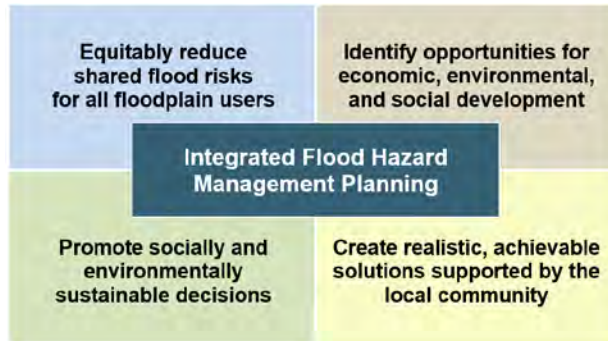 Equitably reduce
shared flood risks
for all floodplain users
Identify opportunities for
economic, environmental,
and social development
Integrated Flood Hazard
Management Planning
Promote socially and
environmentally
sustainable decisions
Create realistic, achievable
solutions supported by the
local community